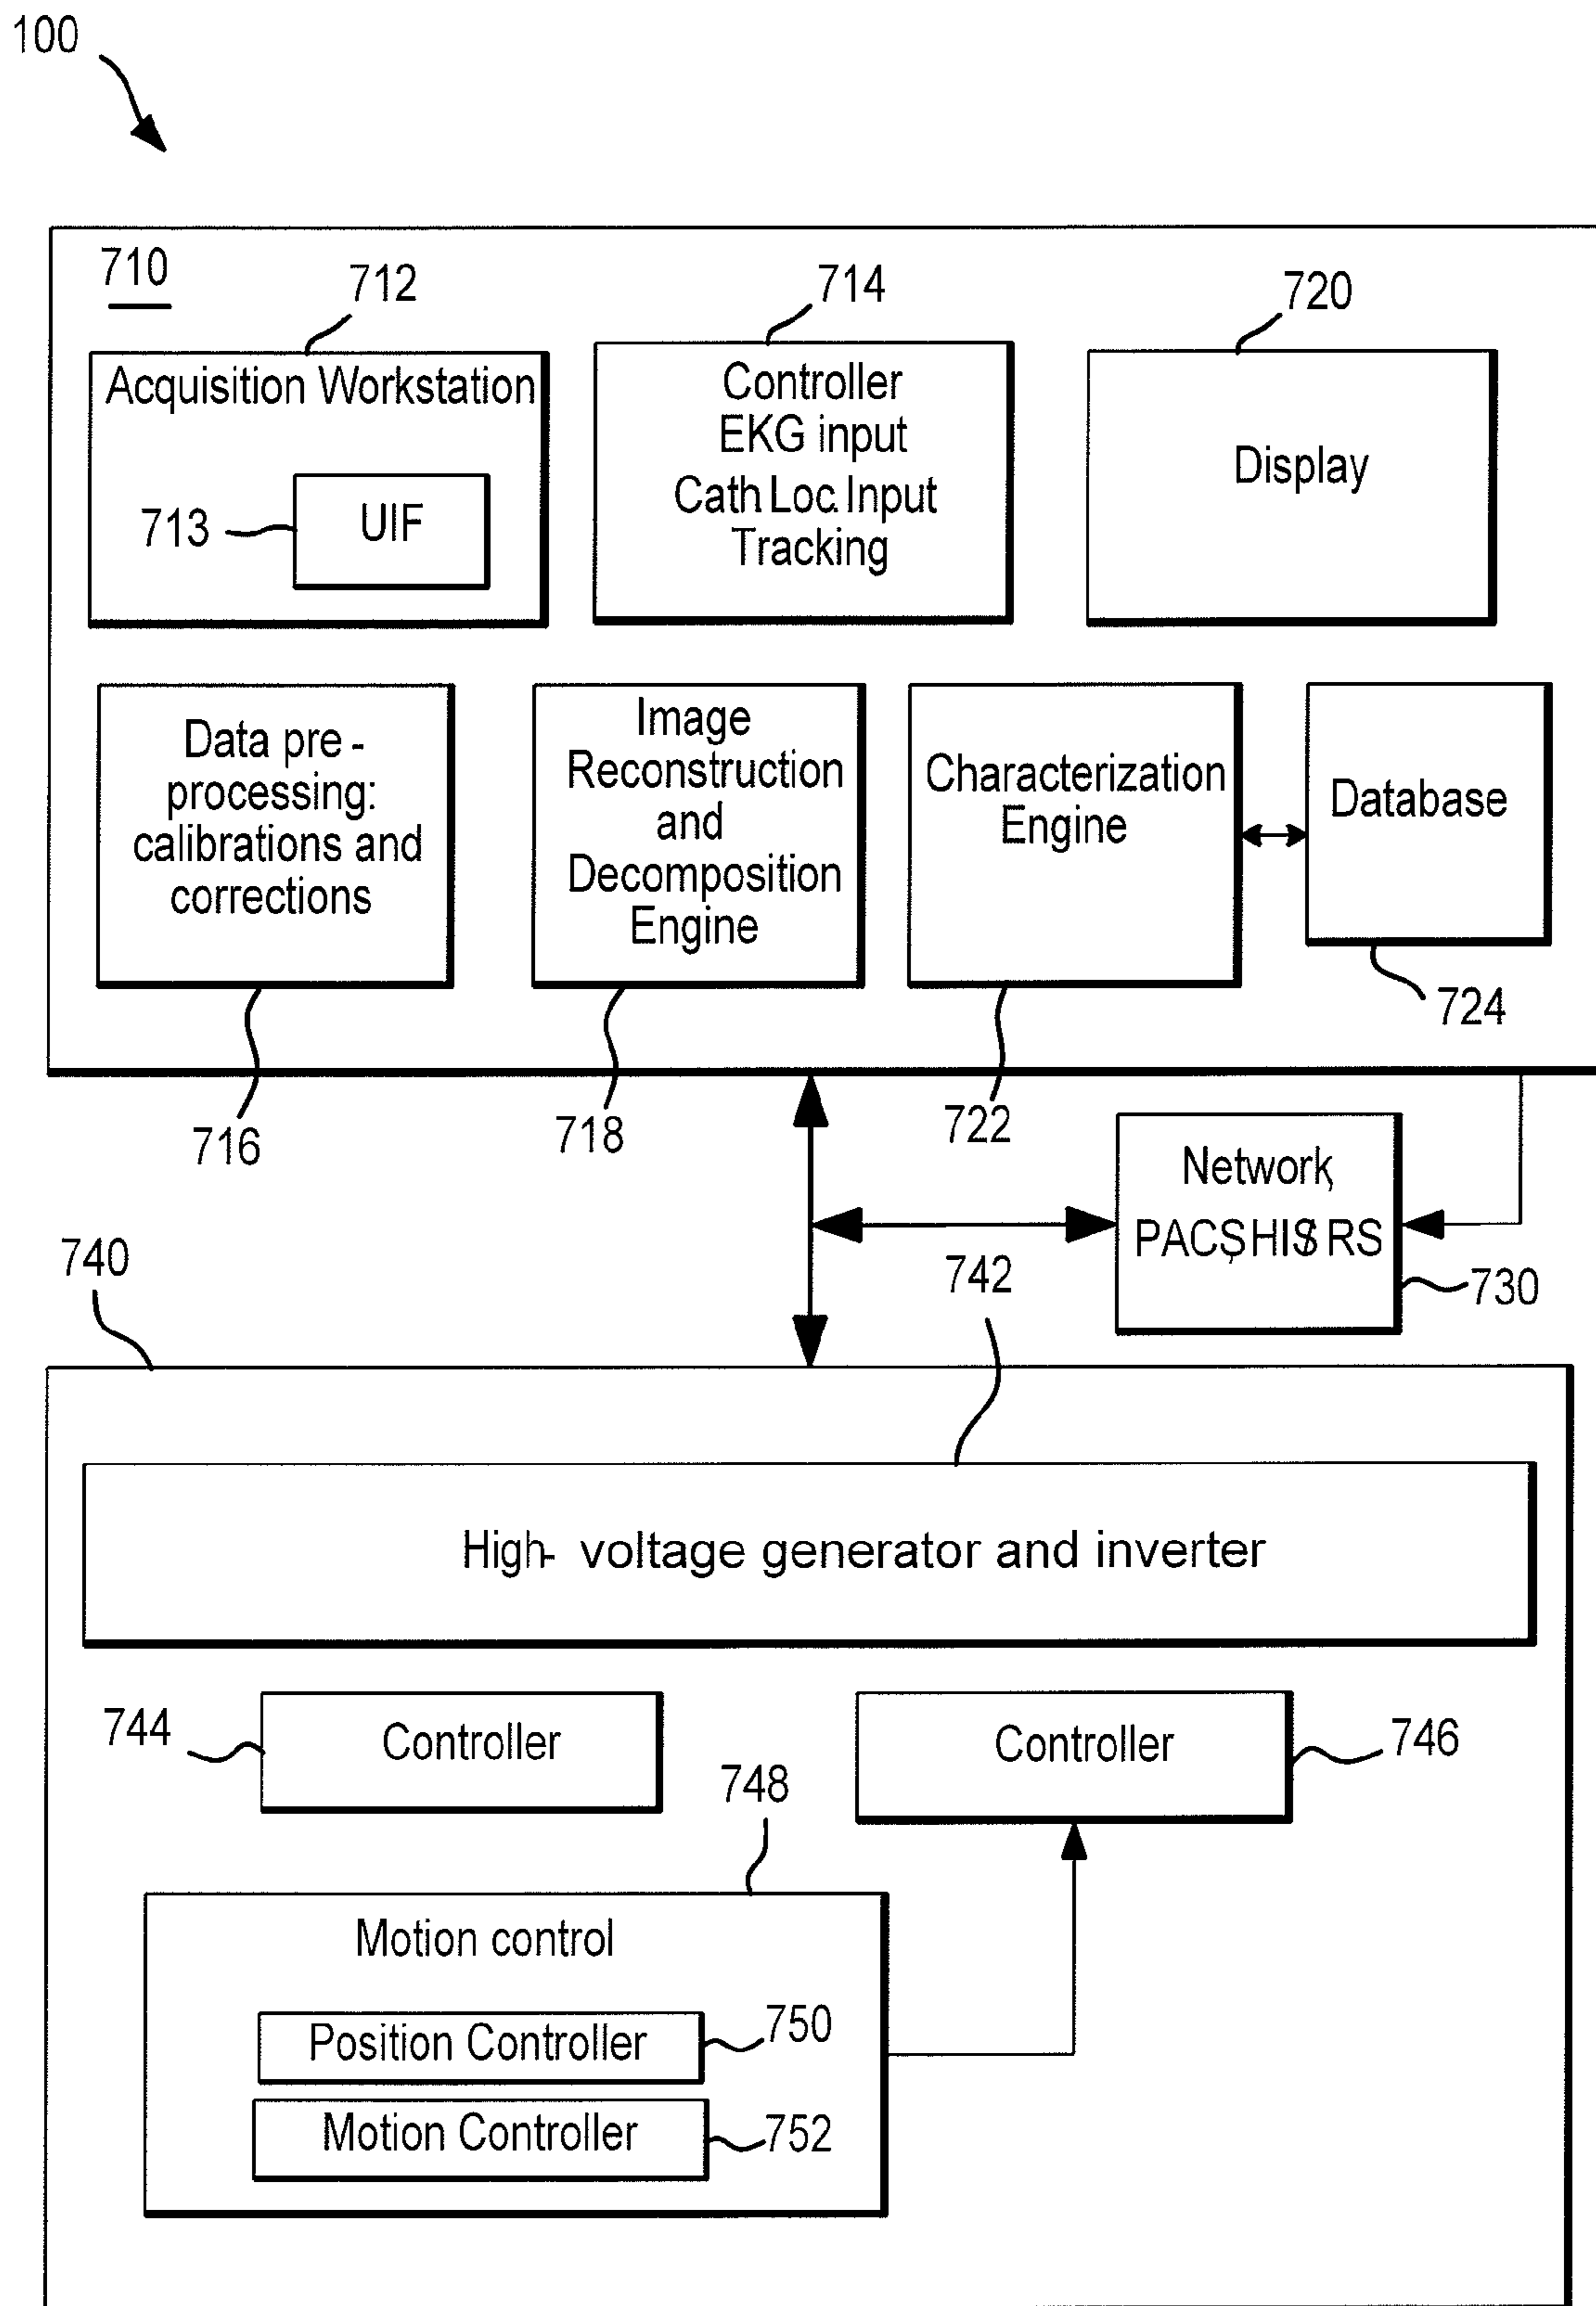 100
710
712
714
720
Acquisition Workstation
713
UIF
Controller
EKG input
Cath Loc. Input
Tracking
Display
Data pre -
processing:
calibrations and
corrections
Image
Reconstruction
and
Decomposition
Engine
Characterization
Engine
Database
724
716
718
722
Network,
PACS, HIS/ RS
730
740
742
High- voltage generator and inverter
744
Controller
Controller
746
748
Motion control
Position Controller
750
Motion Controller
752